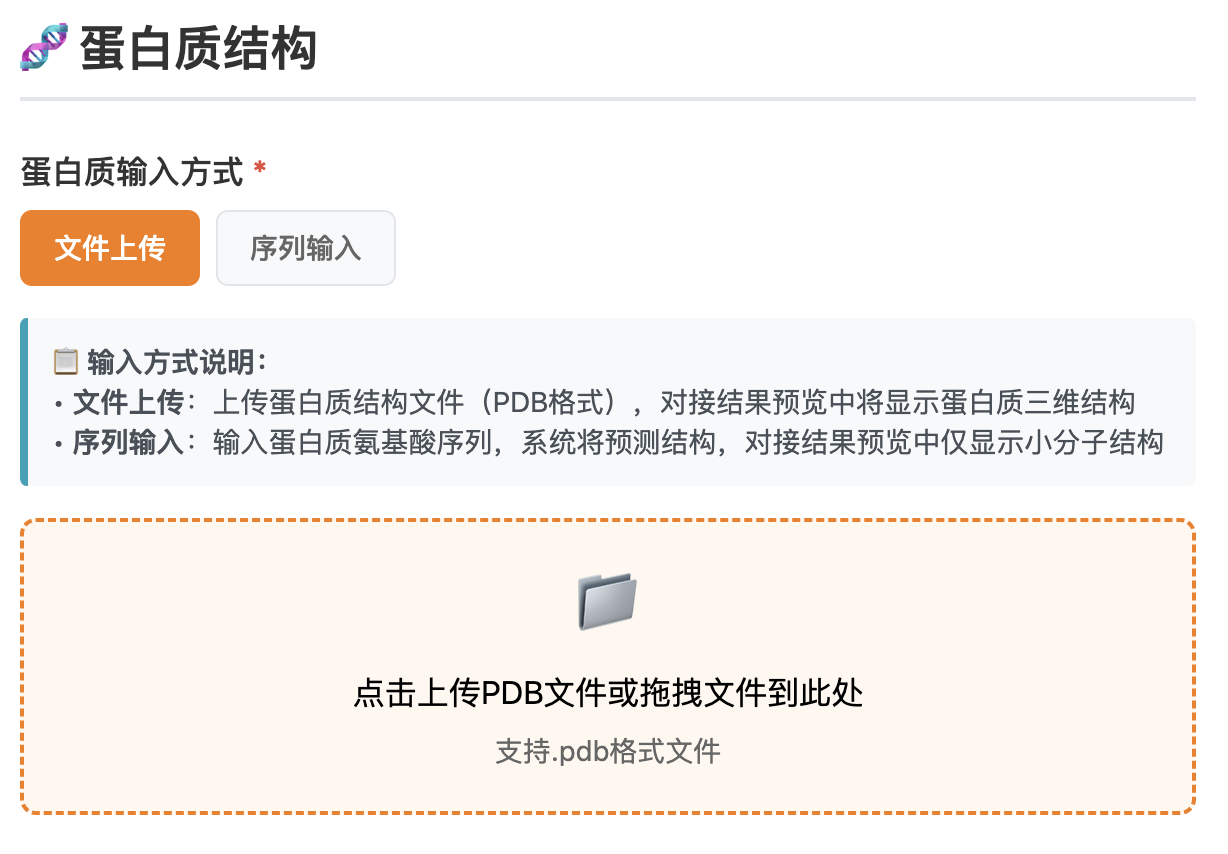 蛋白质结构
蛋白质输入方式 *
文件上传
序列输入
输入方式说明：
• 文件上传：上传蛋白质结构文件（PDB格式），对接结果预览中将显示蛋白质三维结构
• 序列输入：输入蛋白质氨基酸序列，系统将预测结构，对接结果预览中仅显示小分子结构
点击上传PDB文件或拖拽文件到此处
支持.pdb格式文件